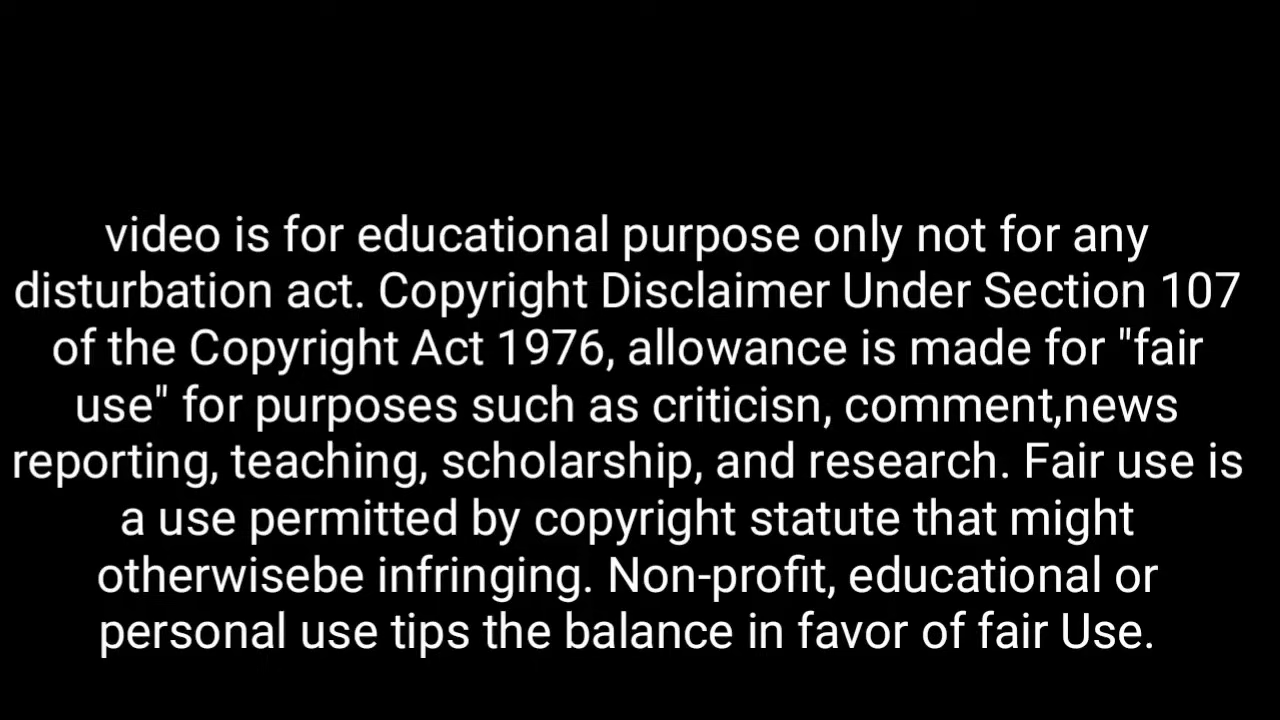 video is for educational purpose only not for any
disturbation act. Copyright Disclaimer Under Section 107
of the Copyright Act 1976, allowance is made for "fair
use" for purposes such as criticisn, comment,news
reporting, teaching, scholarship, and research. Fair use is
a use permitted by copyright statute that might
otherwisebe infringing. Non-profit, educational or
personal use tips the balance in favor of fair Use.